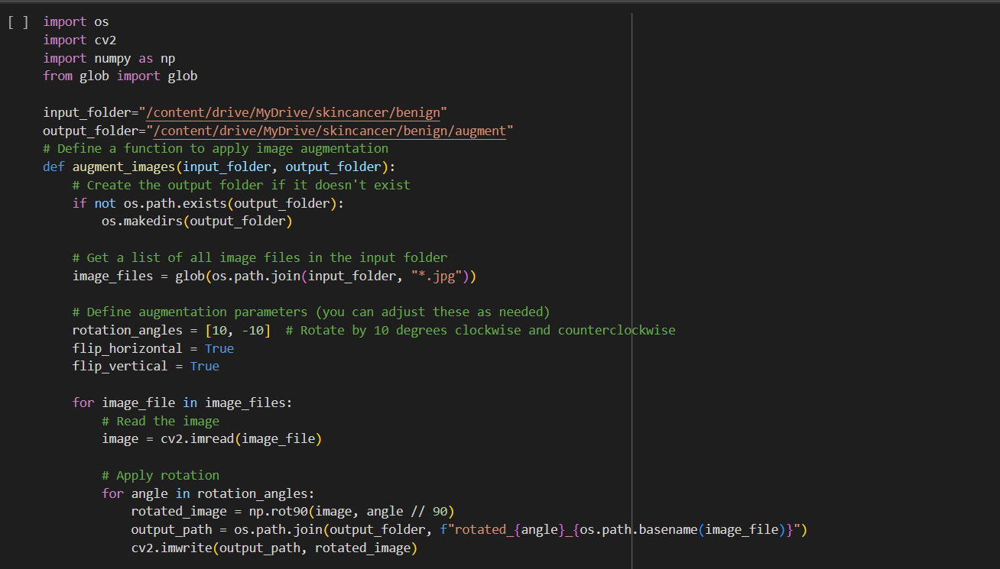 [ ] import os
import cv2
import numpy as np
from glob import glob
input_folder="/content/drive/MyDrive/skincancer/benign"
output_folder="/content/drive/MyDrive/skincancer/benign/augment"
# Define a function to apply image augmentation
def augment_images(input_folder, output_folder):
    # Create the output folder if it doesn't exist
    if not os.path.exists(output_folder):
        os.makedirs(output_folder)
    # Get a list of all image files in the input folder
    image_files = glob(os.path.join(input_folder, "*.jpg"))
    # Define augmentation parameters (you can adjust these as needed)
    rotation_angles = [10, -10]  # Rotate by 10 degrees clockwise and counterclockwise
    flip_horizontal = True
    flip_vertical = True
    for image_file in image_files:
        # Read the image
        image = cv2.imread(image_file)
        # Apply rotation
        for angle in rotation_angles:
            rotated_image = np.rot90(image, angle // 90)
            output_path = os.path.join(output_folder, f"rotated_{angle}_{os.path.basename(image_file)}")
            cv2.imwrite(output_path, rotated_image)